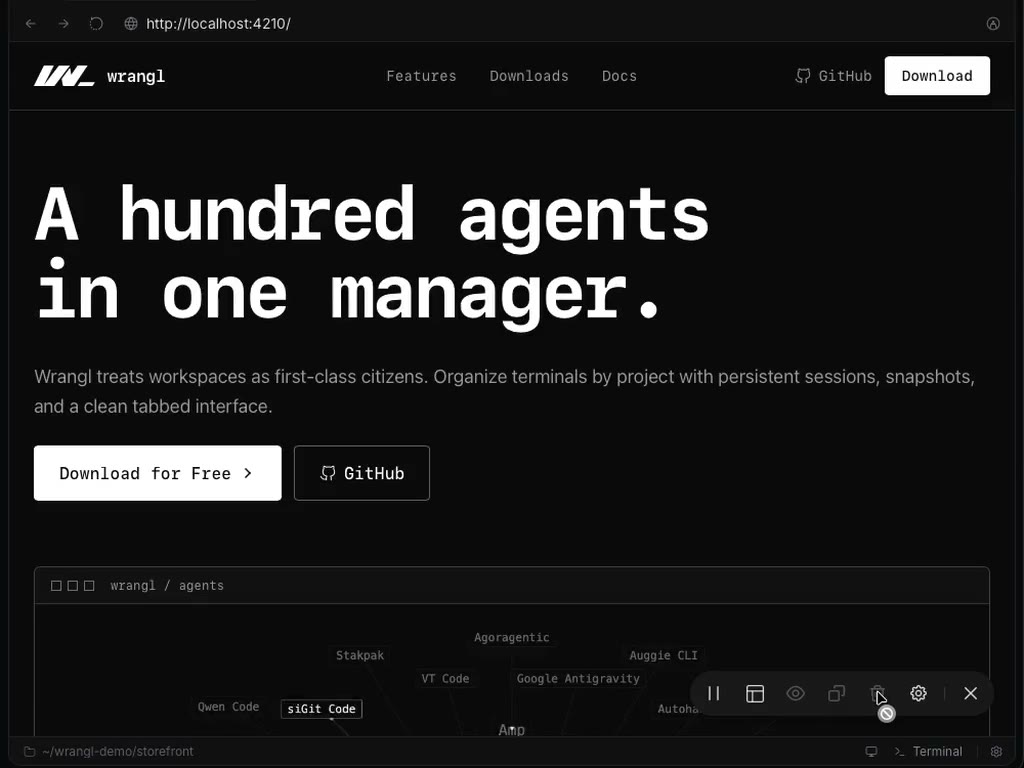 http://localhost:4210/
wrangl
Features
Downloads
Docs
GitHub
Download
A hundred agents
in one manager.
Wrangl treats workspaces as first-class citizens. Organize terminals by project with persistent sessions, snapshots,
and a clean tabbed interface.
Download for Free
GitHub
wrangl / agents
Agoragentic
Stakpak
Auggie CLI
VT Code
Google Antigravity
Qwen Code
siGit Code
Autoha
Amp
~/wrangl-demo/storefront
Terminal